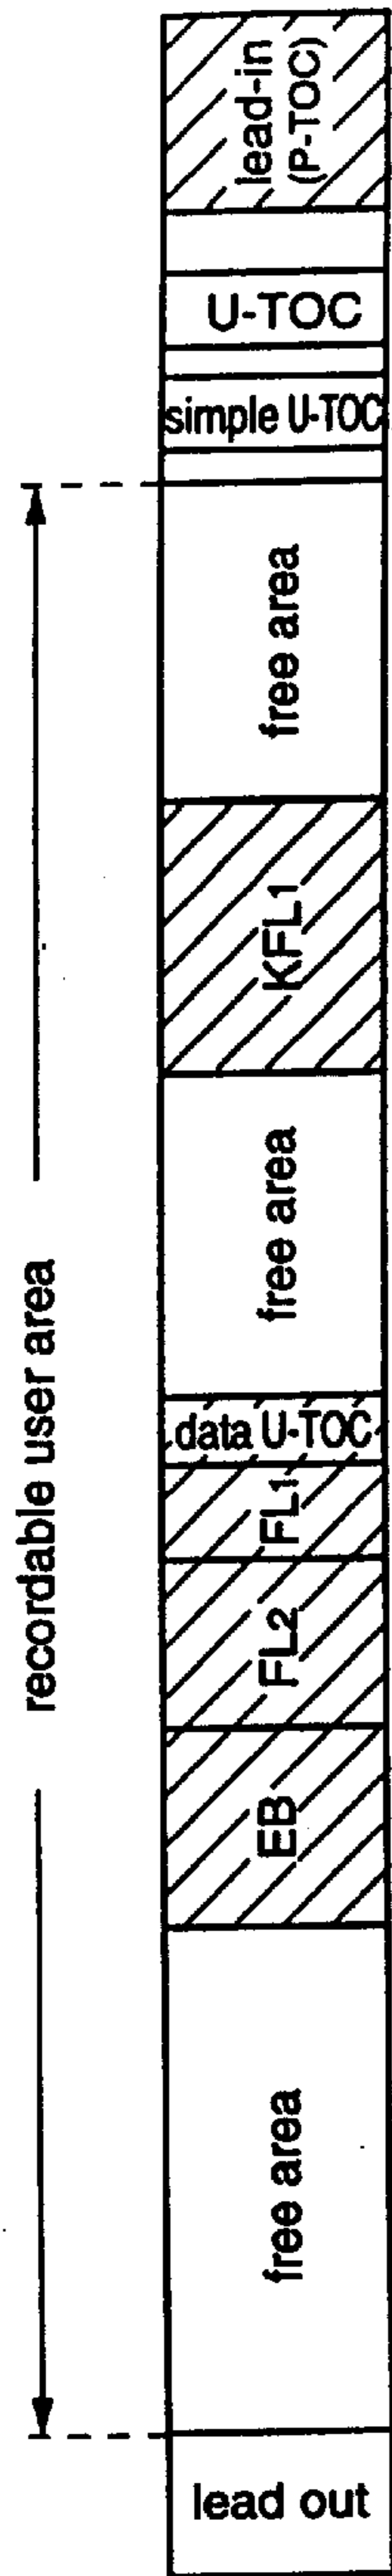 lead-in
(P-TOC)
U-TOC
simple U-TOC
free area
KFL1
free area
data U-TOC
FL1
FL2
EB
free area
lead out
recordable user area